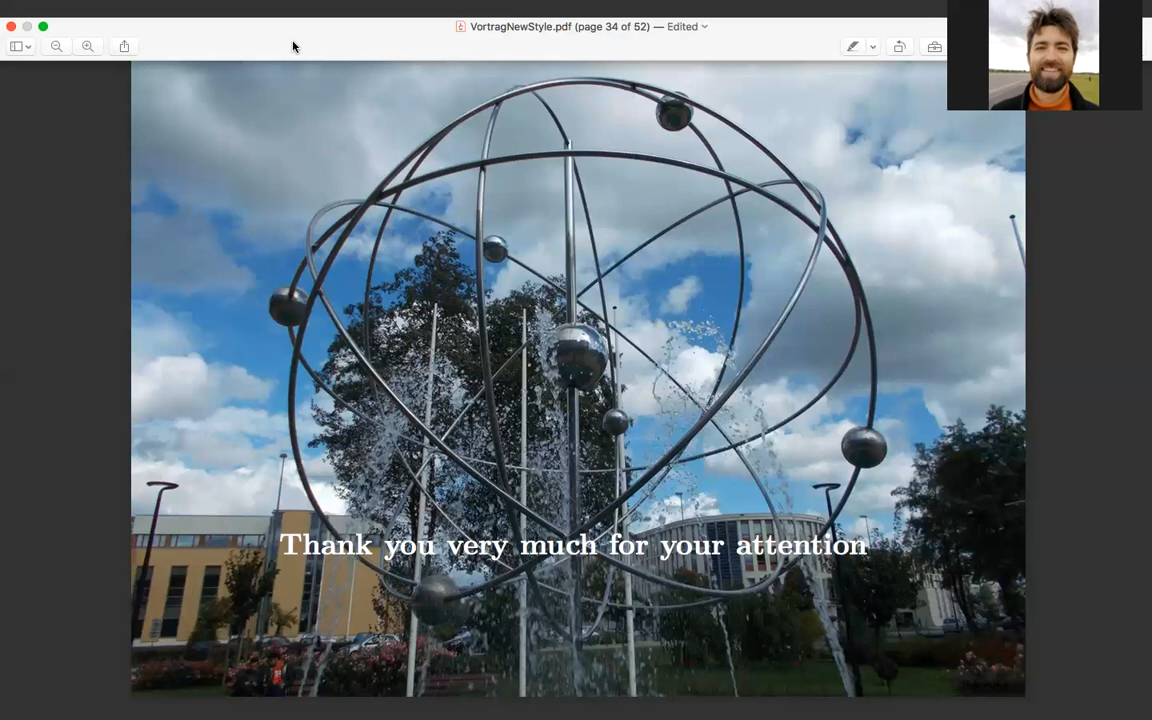 VortragNewStyle.pdf (page 34 of 52) — Edited
Thank you very much for your attention